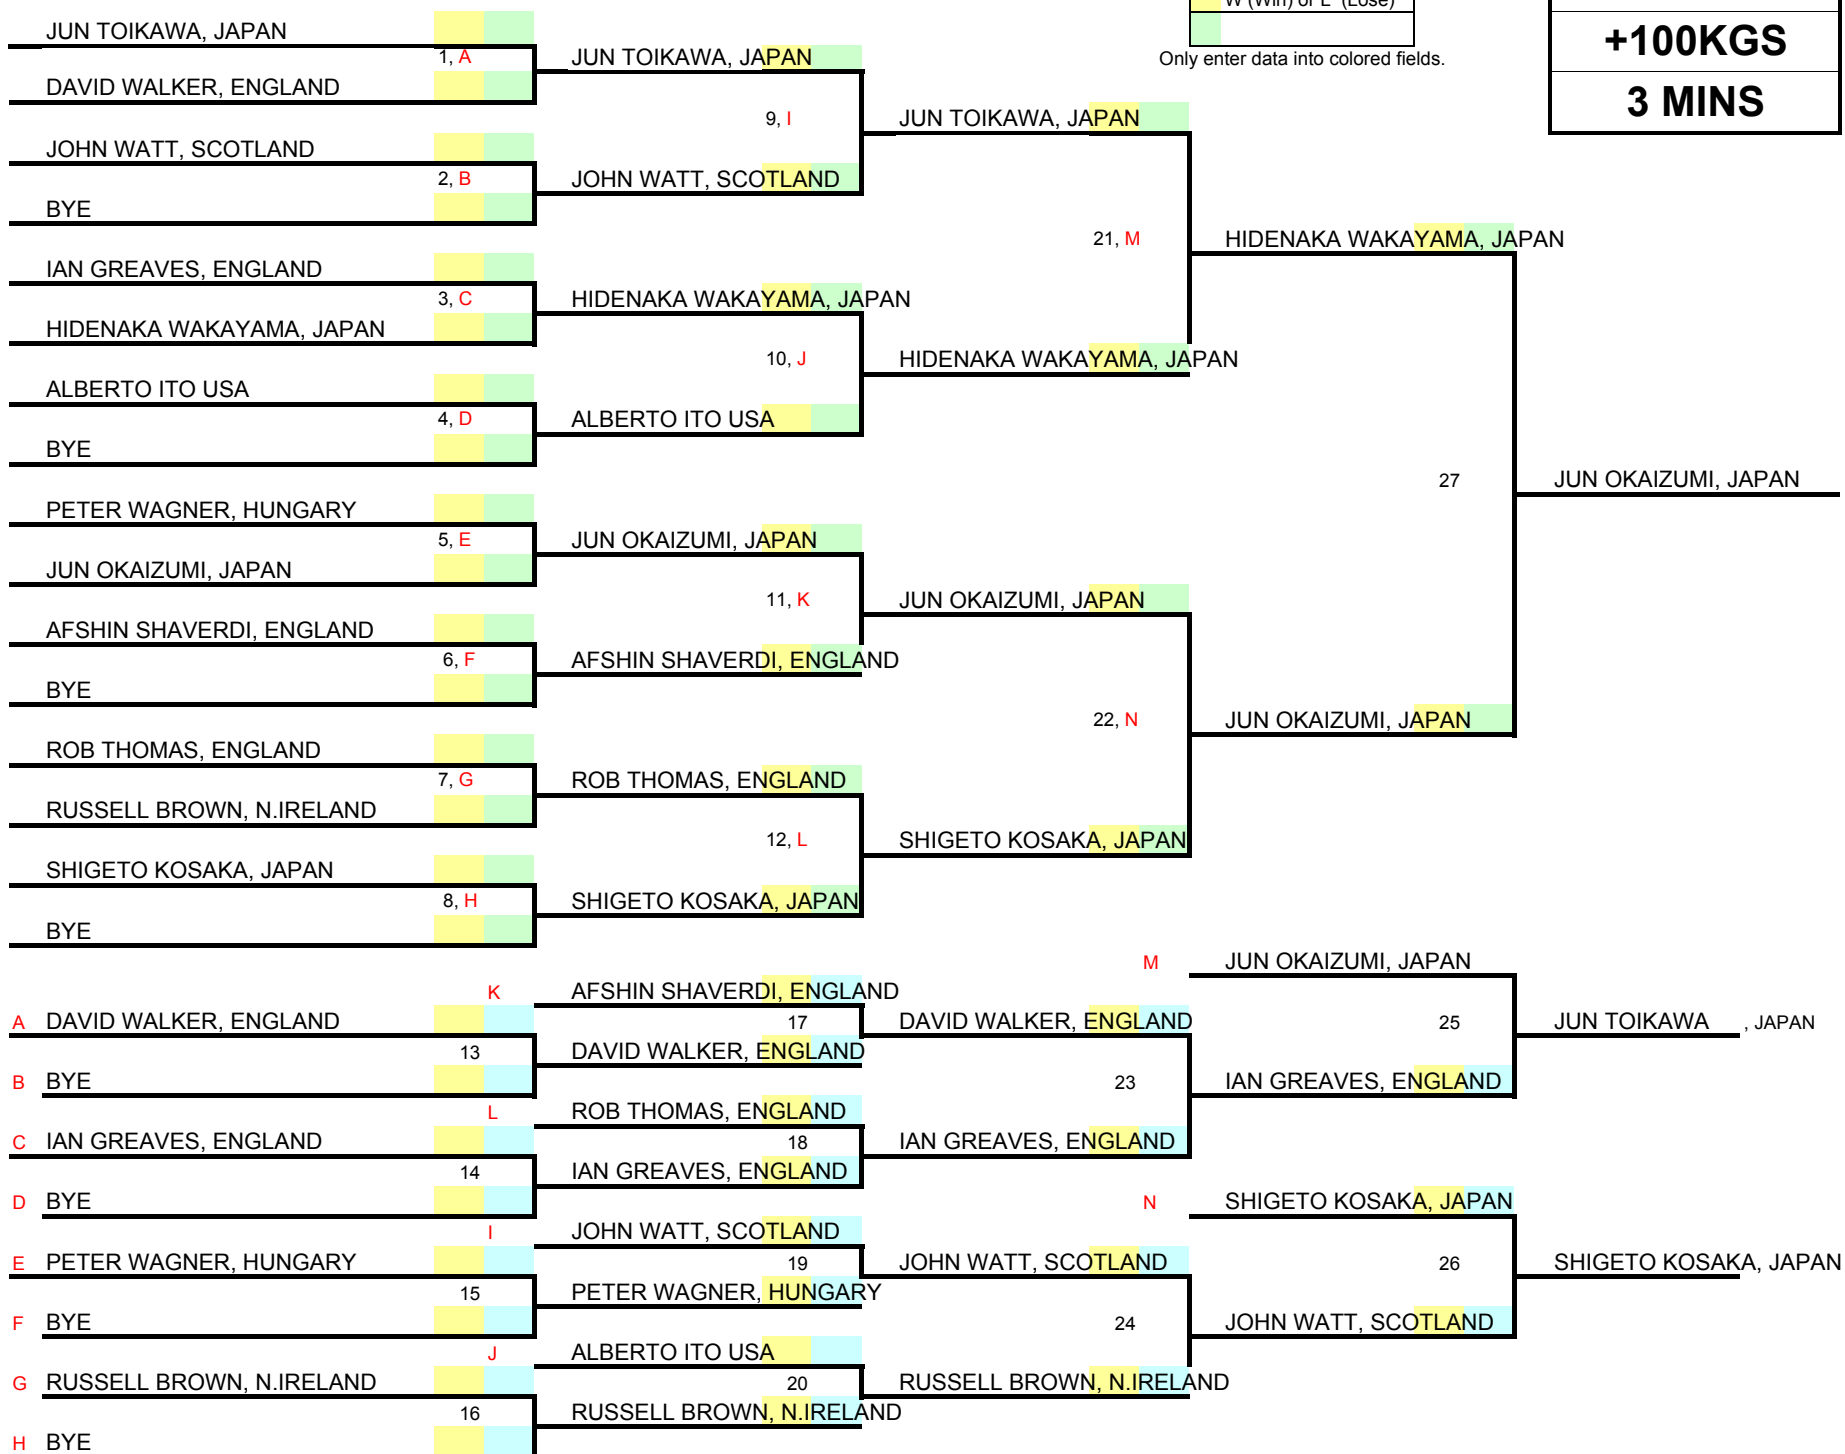 W (Win) or L (Lose)
Only enter data into colored fields.
+100KGS
3 MINS
JUN TOIKAWA, JAPAN
1, A
DAVID WALKER, ENGLAND
JOHN WATT, SCOTLAND
2, B
BYE
IAN GREAVES, ENGLAND
3, C
HIDENAKA WAKAYAMA, JAPAN
ALBERTO ITO USA
4, D
BYE
PETER WAGNER, HUNGARY
5, E
JUN OKAIZUMI, JAPAN
AFSHIN SHAVERDI, ENGLAND
6, F
BYE
ROB THOMAS, ENGLAND
7, G
RUSSELL BROWN, N.IRELAND
SHIGETO KOSAKA, JAPAN
8, H
BYE
JUN TOIKAWA, JAPAN
9, I
JOHN WATT, SCOTLAND
HIDENAKA WAKAYAMA, JAPAN
10, J
ALBERTO ITO USA
JUN OKAIZUMI, JAPAN
11, K
AFSHIN SHAVERDI, ENGLAND
ROB THOMAS, ENGLAND
12, L
SHIGETO KOSAKA, JAPAN
JUN TOIKAWA, JAPAN
21, M
HIDENAKA WAKAYAMA, JAPAN
JUN OKAIZUMI, JAPAN
22, N
SHIGETO KOSAKA, JAPAN
HIDENAKA WAKAYAMA, JAPAN
27
JUN OKAIZUMI, JAPAN
JUN OKAIZUMI, JAPAN
A DAVID WALKER, ENGLAND
13
B BYE
C IAN GREAVES, ENGLAND
14
D BYE
E PETER WAGNER, HUNGARY
15
F BYE
G RUSSELL BROWN, N.IRELAND
16
H BYE
K AFSHIN SHAVERDI, ENGLAND
17
DAVID WALKER, ENGLAND
L ROB THOMAS, ENGLAND
18
IAN GREAVES, ENGLAND
I JOHN WATT, SCOTLAND
19
PETER WAGNER, HUNGARY
J ALBERTO ITO USA
20
RUSSELL BROWN, N.IRELAND
DAVID WALKER, ENGLAND
23
IAN GREAVES, ENGLAND
JOHN WATT, SCOTLAND
24
RUSSELL BROWN, N.IRELAND
M JUN OKAIZUMI, JAPAN
25
IAN GREAVES, ENGLAND
N SHIGETO KOSAKA, JAPAN
26
JOHN WATT, SCOTLAND
JUN TOIKAWA , JAPAN
SHIGETO KOSAKA, JAPAN